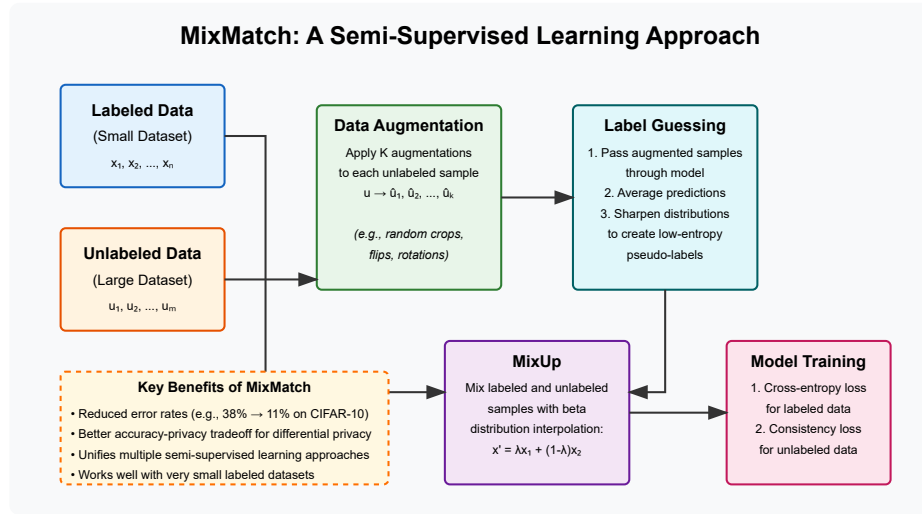 MixMatch: A Semi-Supervised Learning Approach
Labeled Data
(Small Dataset)
x₁, x₂, ..., xₙ
Unlabeled Data
(Large Dataset)
u₁, u₂, ..., uₘ
Data Augmentation
Apply K augmentations
to each unlabeled sample
u → û₁, û₂, ..., ûₖ
(e.g., random crops,
flips, rotations)
Label Guessing
1. Pass augmented samples
through model
2. Average predictions
3. Sharpen distributions
to create low-entropy
pseudo-labels
Key Benefits of MixMatch
• Reduced error rates (e.g., 38% → 11% on CIFAR-10)
• Better accuracy-privacy tradeoff for differential privacy
• Unifies multiple semi-supervised learning approaches
• Works well with very small labeled datasets
MixUp
Mix labeled and unlabeled
samples with beta
distribution interpolation:
x' = λx₁ + (1-λ)x₂
Model Training
1. Cross-entropy loss
for labeled data
2. Consistency loss
for unlabeled data